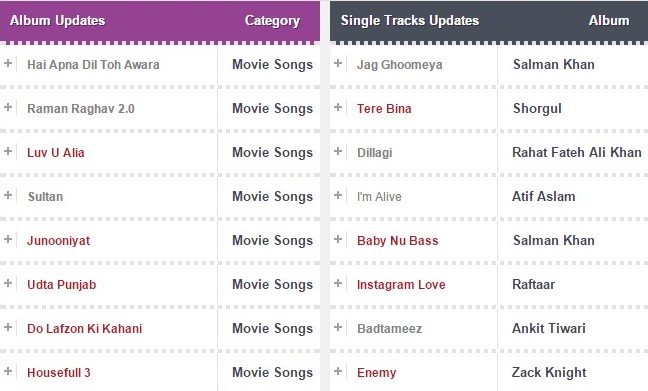 Album Updates Category
+ Hai Apna Dil Toh Awara Movie Songs
+ Raman Raghav 2.0 Movie Songs
+ Luv U Alia Movie Songs
+ Sultan Movie Songs
+ Junooniyat Movie Songs
+ Udta Punjab Movie Songs
+ Do Lafzon Ki Kahani Movie Songs
+ Housefull 3 Movie Songs
Single Tracks Updates Album
+ Jag Ghoomeya Salman Khan
+ Tere Bina Shorgul
+ Dillagi Rahat Fateh Ali Khan
+ I'm Alive Atif Aslam
+ Baby Nu Bass Salman Khan
+ Instagram Love Raftaar
+ Badtameez Ankit Tiwari
+ Enemy Zack Knight